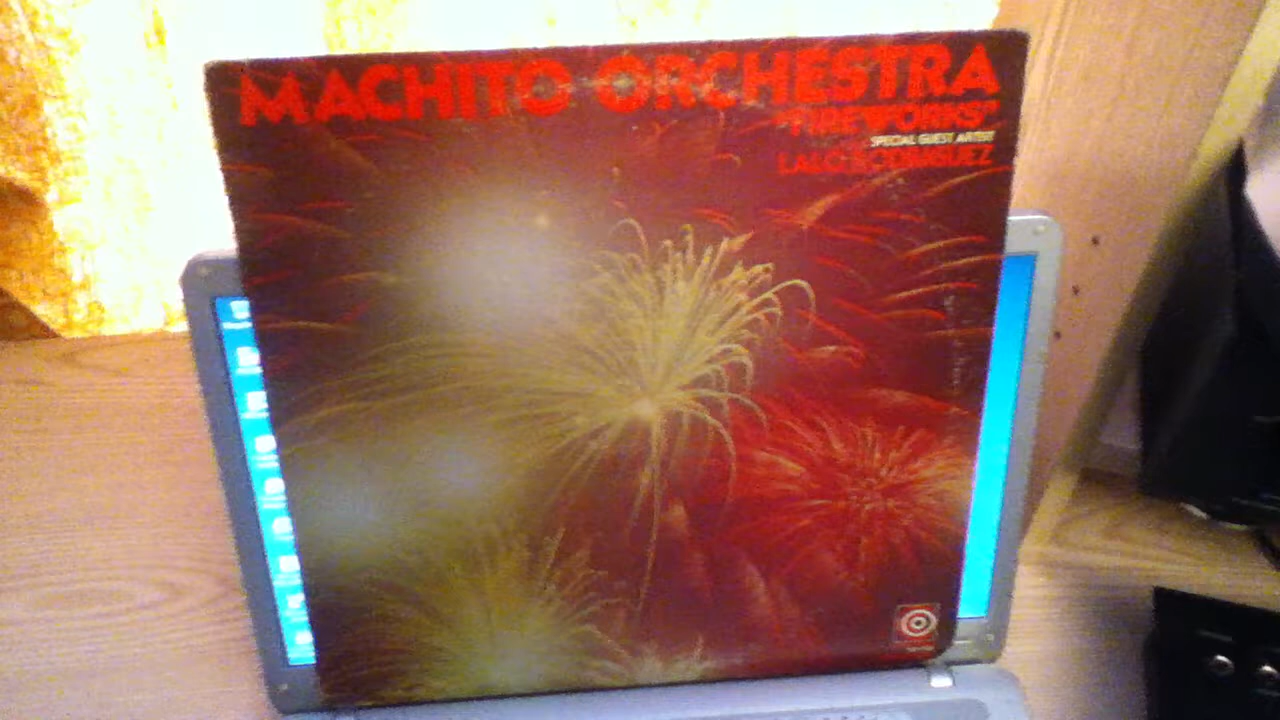 MACHITO ORCHESTRA
"FIREWORKS"
SPECIAL GUEST ARTIST
LALO RODRIGUEZ